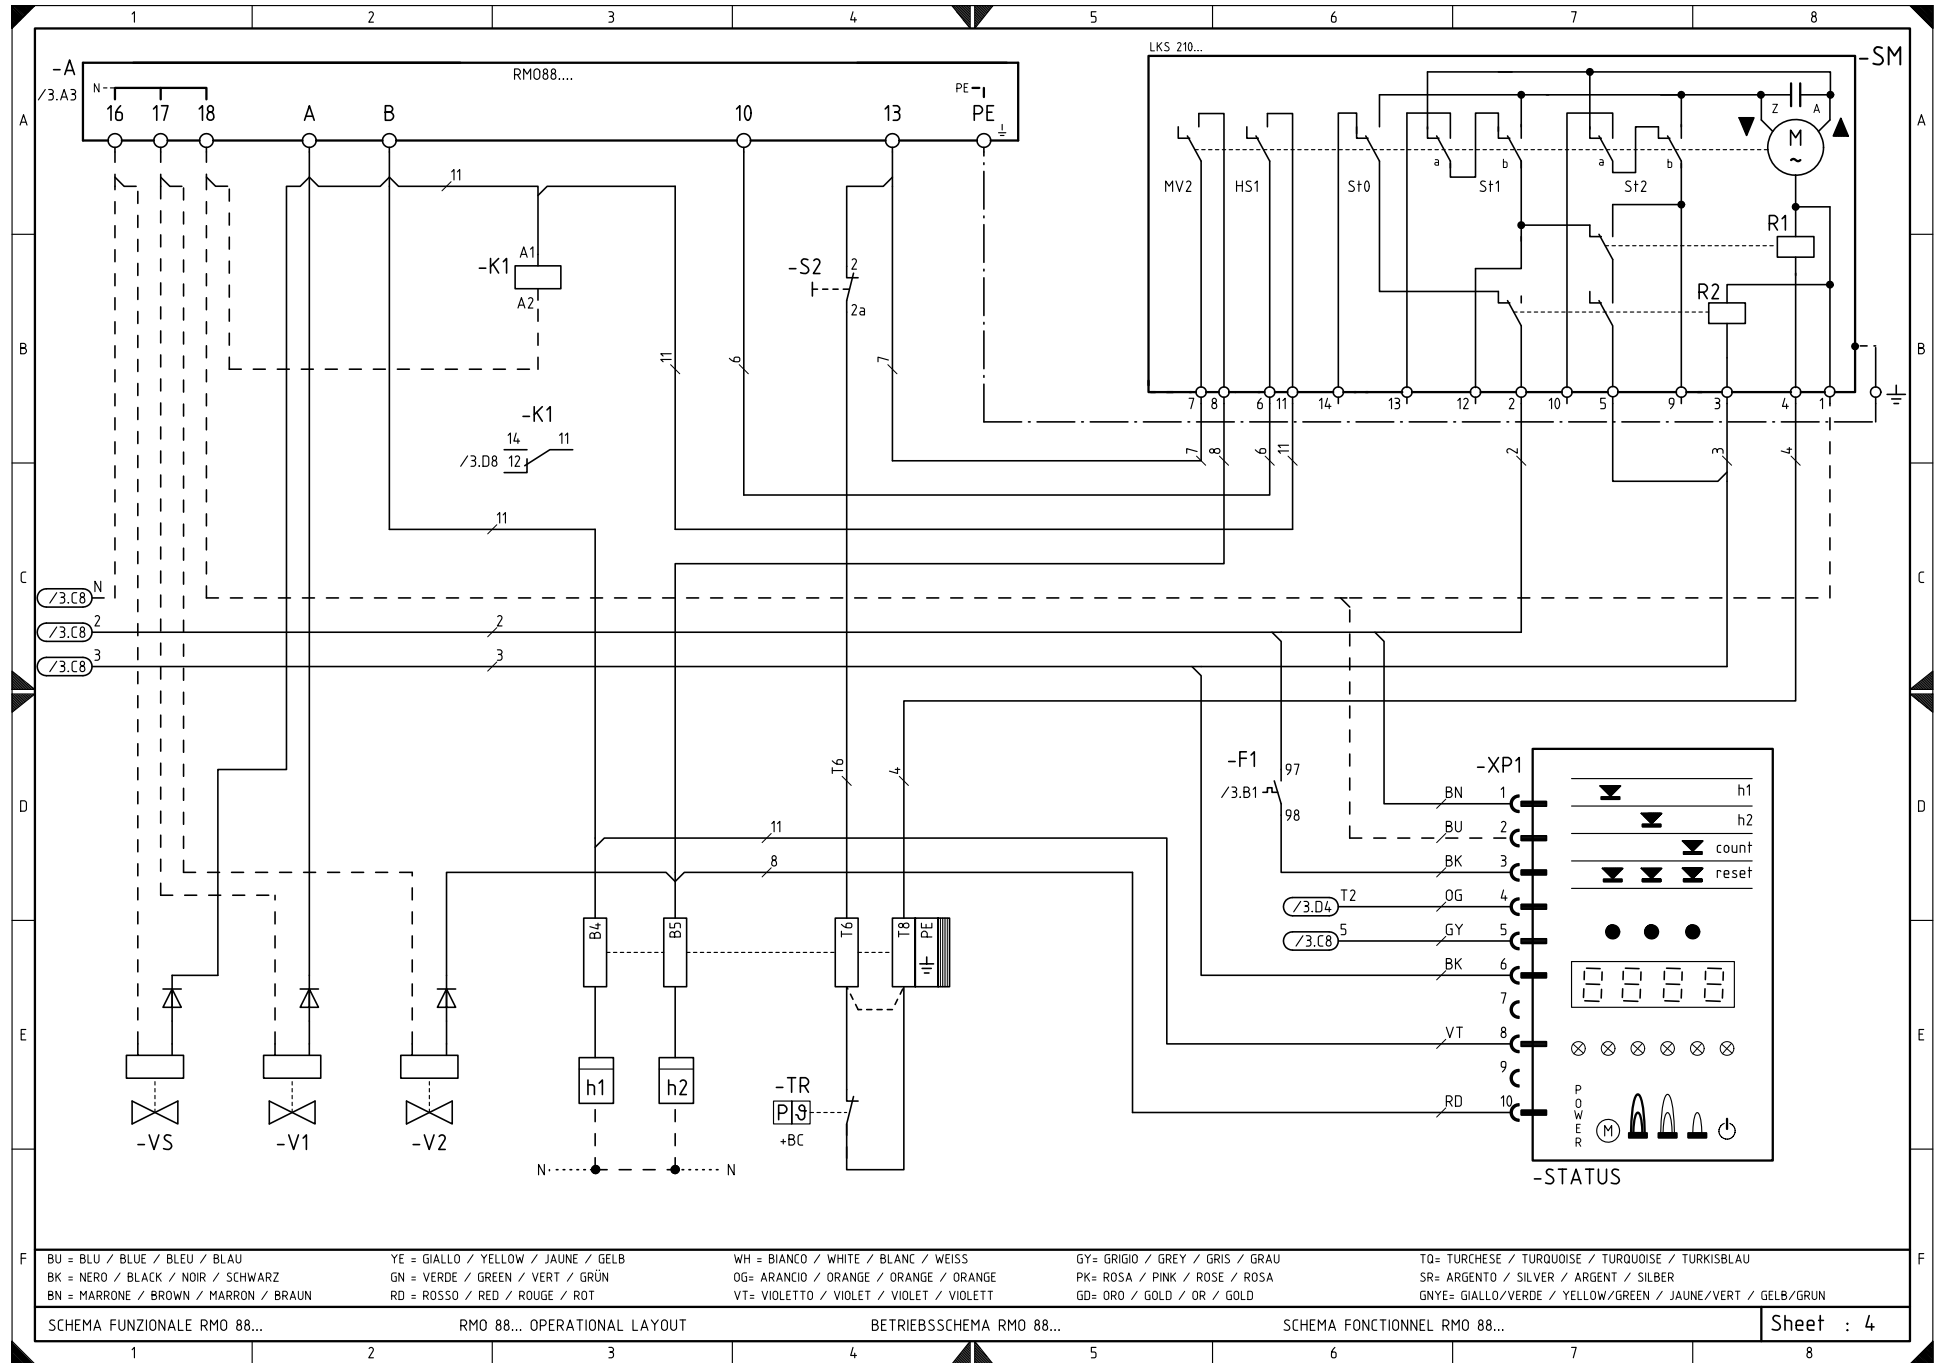 1 2 3 4 5 6 7 8
LKS 210...
-A
RMO88....
-SM
/3.A3
N
PE
16 17 18 A B 10 13 PE
Z A
A
A
M
~
a b a b
MV2 HS1 St0 St1 St2
11
R1
A1
-K1
A2
-S2
2
2a
R2
B
B
11 6 7
7 8 6 11 14 13 12 2 10 5 9 3 4 1
-K1
14 11
/3.D8 12
7 8 6 11 2 3 4
11
C
C
/3.C8 N
/3.C8 2 2
/3.C8 3 3
T6 4
-F1
97
/3.B1
98
-XP1
D
D
BN 1
h1
BU 2
h2
count
BK 3
reset
11
8
/3.D4 T2 OG 4
/3.C8 5 GY 5
BK 6
B4 B5 T6 T8 PE
7
E
E
VT 8
9
RD 10
POWER
M
h1 h2
-TR
P ϑ
+BC
-VS -V1 -V2
N N
-STATUS
F
F
BU = BLU / BLUE / BLEU / BLAU
YE = GIALLO / YELLOW / JAUNE / GELB
WH = BIANCO / WHITE / BLANC / WEISS
GY= GRIGIO / GREY / GRIS / GRAU
TQ= TURCHESE / TURQUOISE / TURQUOISE / TURKISBLAU
BK = NERO / BLACK / NOIR / SCHWARZ
GN = VERDE / GREEN / VERT / GRÜN
OG= ARANCIO / ORANGE / ORANGE / ORANGE
PK= ROSA / PINK / ROSE / ROSA
SR= ARGENTO / SILVER / ARGENT / SILBER
BN = MARRONE / BROWN / MARRON / BRAUN
RD = ROSSO / RED / ROUGE / ROT
VT= VIOLETTO / VIOLET / VIOLET / VIOLETT
GD= ORO / GOLD / OR / GOLD
GNYE= GIALLO/VERDE / YELLOW/GREEN / JAUNE/VERT / GELB/GRUN
SCHEMA FUNZIONALE RMO 88...
RMO 88... OPERATIONAL LAYOUT
BETRIEBSSCHEMA RMO 88...
SCHEMA FONCTIONNEL RMO 88...
Sheet : 4
1 2 3 4 5 6 7 8